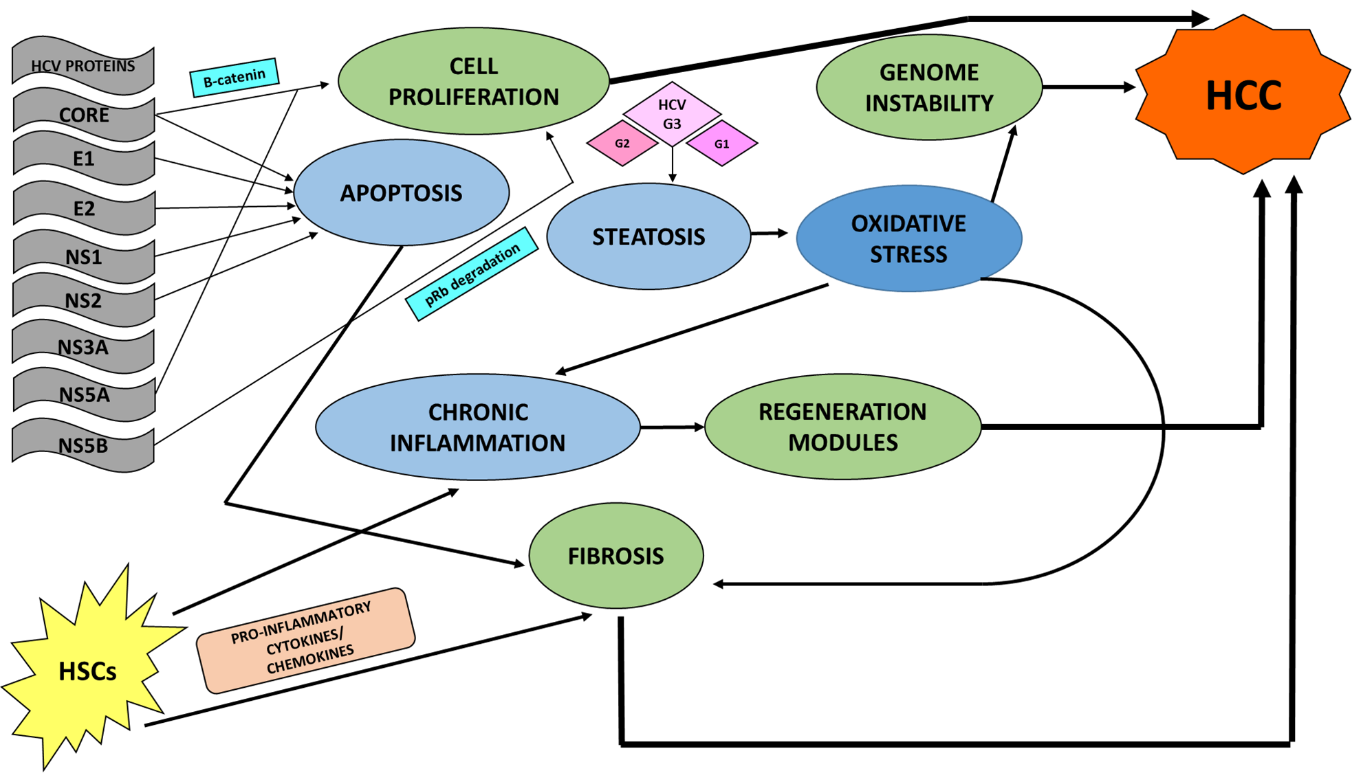 HCV PROTEINS
CORE
E1
E2
NS1
NS2
NS3A
NS5A
NS5B
B-catenin
CELL
PROLIFERATION
APOPTOSIS
pRb degradation
HCV
G3
G2
G1
STEATOSIS
OXIDATIVE
STRESS
GENOME
INSTABILITY
HCC
CHRONIC
INFLAMMATION
REGENERATION
MODULES
FIBROSIS
HSCs
PRO-INFLAMMATORY
CYTOKINES/
CHEMOKINES